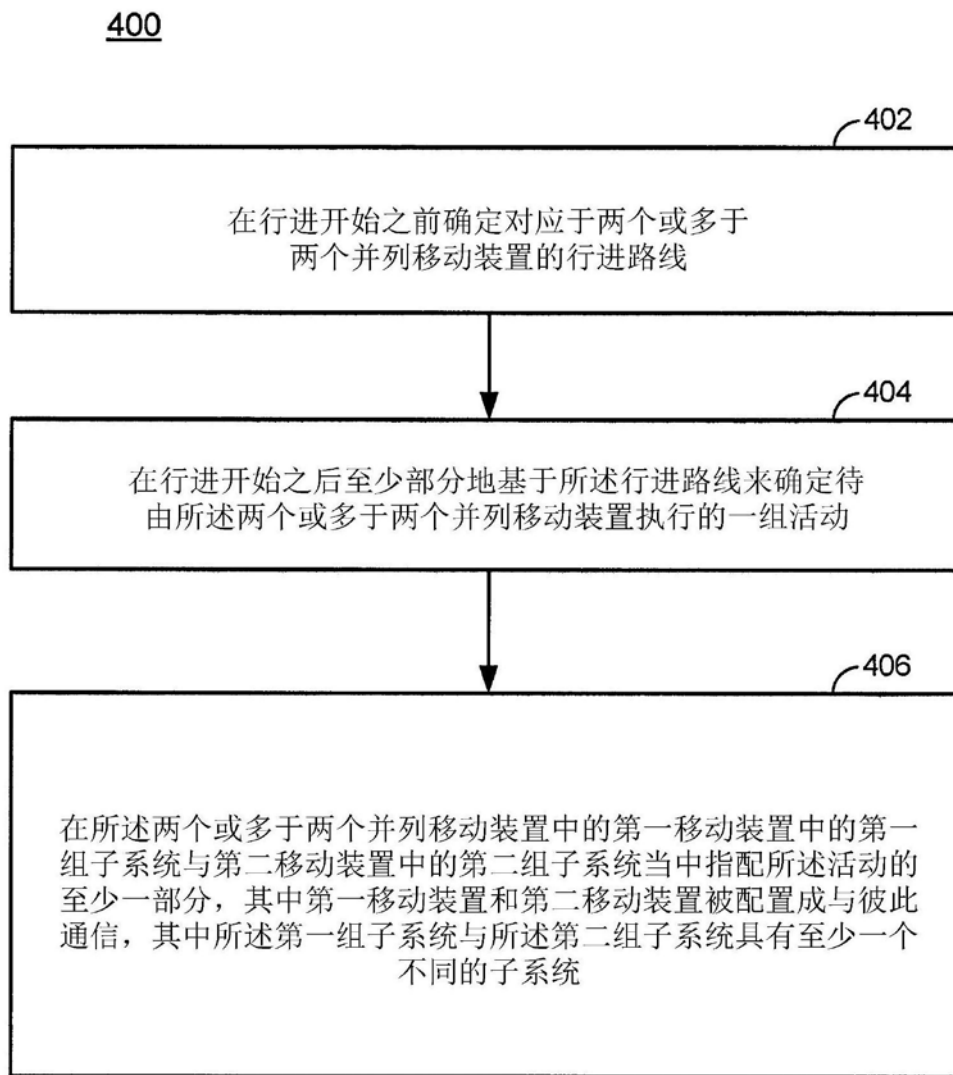 400
402
在行进开始之前确定对应于两个或多于
两个并列移动装置的行进路线
404
在行进开始之后至少部分地基于所述行进路线来确定待
由所述两个或多于两个并列移动装置执行的一组活动
406
在所述两个或多于两个并列移动装置中的第一移动装置中的第一
组子系统与第二移动装置中的第二组子系统当中指配所述活动的
至少一部分，其中第一移动装置和第二移动装置被配置成与彼此
通信，其中所述第一组子系统与所述第二组子系统具有至少一个
不同的子系统